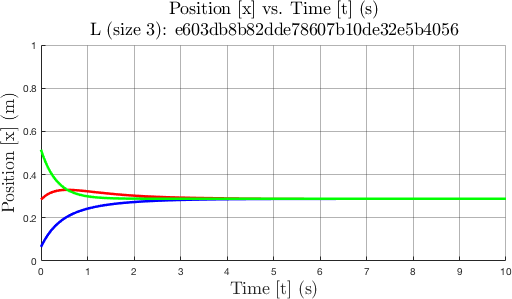 Position [x] vs. Time [t] (s)
L (size 3): e603db8b82dde78607b10de32e5b4056
Position [x] (m)
1
0.8
0.6
0.4
0.2
0
0 1 2 3 4 5 6 7 8 9 10
Time [t] (s)